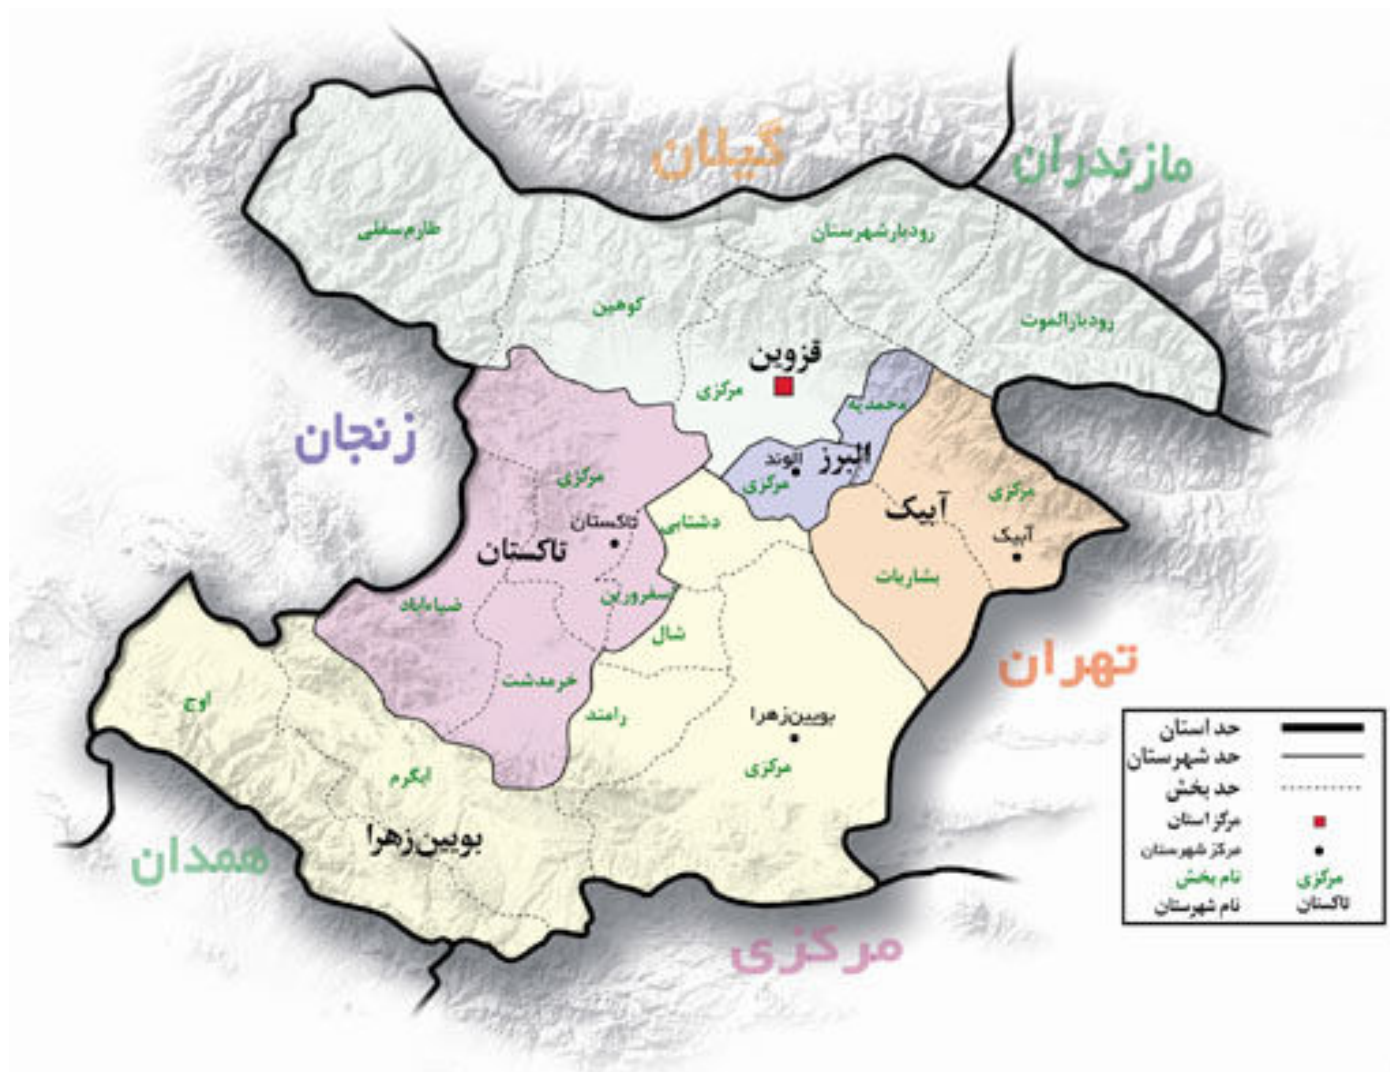 گیلان
مازندران
طارم‌سفلی
رودبارشهرستان
کوهین
رودبارالموت
قزوین
مرکزی
محمدیه
زنجان
البرز
الوند
مرکزی
مرکزی
مرکزی
آبیک
دشتابی
تاکستان
تاکستان
آبیک
بشاریات
ضیاءآباد
اسفرورین
شال
تهران
خرمدشت
اوج
رامند
بویین‌زهرا
مرکزی
آبگرم
بویین‌زهرا
همدان
مرکزی
حد استان
حد شهرستان
حد بخش
مرکز استان
مرکز شهرستان
نام بخش مرکزی
نام شهرستان تاکستان